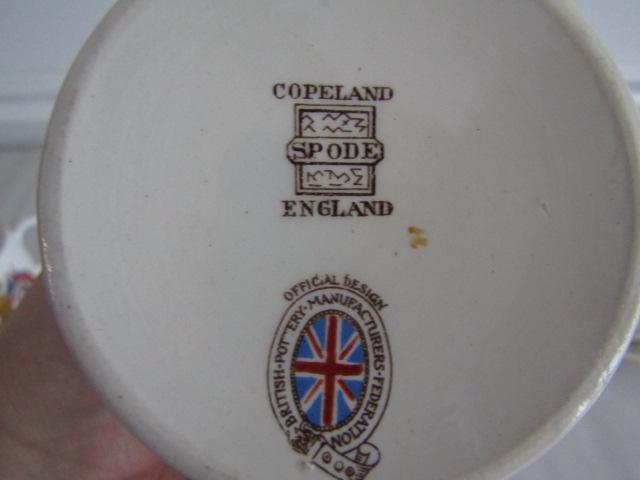 COPELAND
SPODE
ENGLAND
OFFICIAL DESIGN
BRITISH · POTTERY · MANUFACTURERS · FEDERATION